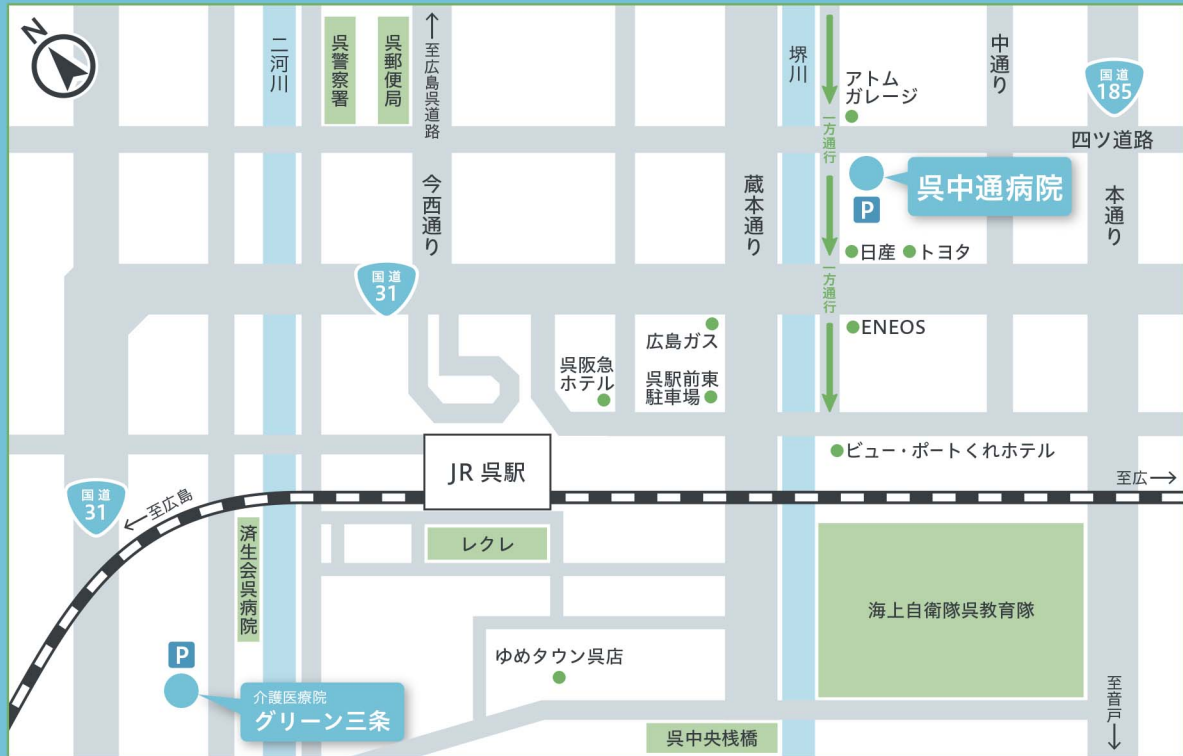 N
二河川
呉警察署
呉郵便局
↑至広島呉道路
堺川
アトム
ガレージ
中通り
国道
185
四ツ道路
一方通行
呉中通病院
P
今西通り
蔵本通り
本通り
日産
トヨタ
国道
31
一方通行
ENEOS
広島ガス
呉阪急
ホテル
呉駅前東
駐車場
JR 呉駅
ビュー・ポートくれホテル
至広→
国道
31
←至広島
済生会呉病院
レクレ
海上自衛隊呉教育隊
P
ゆめタウン呉店
介護医療院
グリーン三条
至音戸→
呉中央桟橋